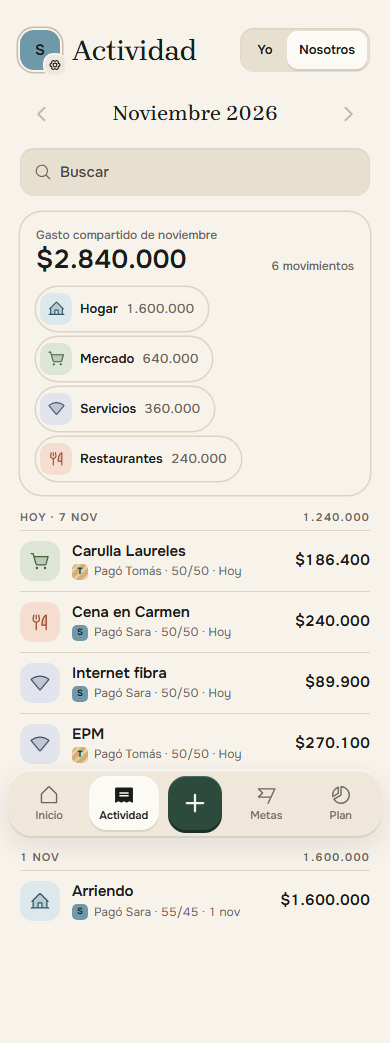 S
Actividad
Yo
Nosotros
Noviembre 2026
Buscar
Gasto compartido de noviembre
$2.840.000
6 movimientos
Hogar 1.600.000
Mercado 640.000
Servicios 360.000
Restaurantes 240.000
HOY · 7 NOV
1.240.000
Carulla Laureles
T Pagó Tomás · 50/50 · Hoy
$186.400
Cena en Carmen
S Pagó Sara · 50/50 · Hoy
$240.000
Internet fibra
S Pagó Sara · 50/50 · Hoy
$89.900
EPM
T Pagó Tomás · 50/50 · Hoy
$270.100
Inicio
Actividad
Metas
Plan
1 NOV
1.600.000
Arriendo
S Pagó Sara · 55/45 · 1 nov
$1.600.000